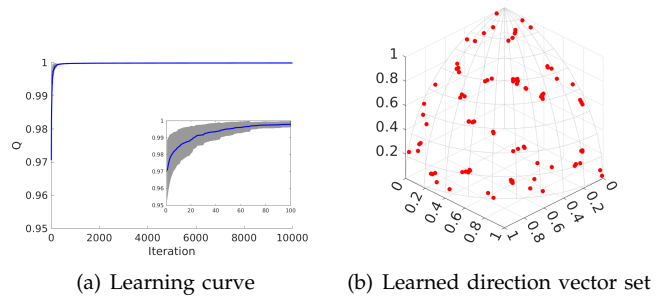 1
0.99
0.98
0.97
0.96
0.95
Q
1
0.99
0.98
0.97
0.96
0.95
0 20 40 60 80 100
0 2000 4000 6000 8000 10000
Iteration
1
0.8
0.6
0.4
0.2
0 0.2 0.4 0.6 0.8 1
1 0.8 0.6 0.4 0.2 0
(a) Learning curve
(b) Learned direction vector set